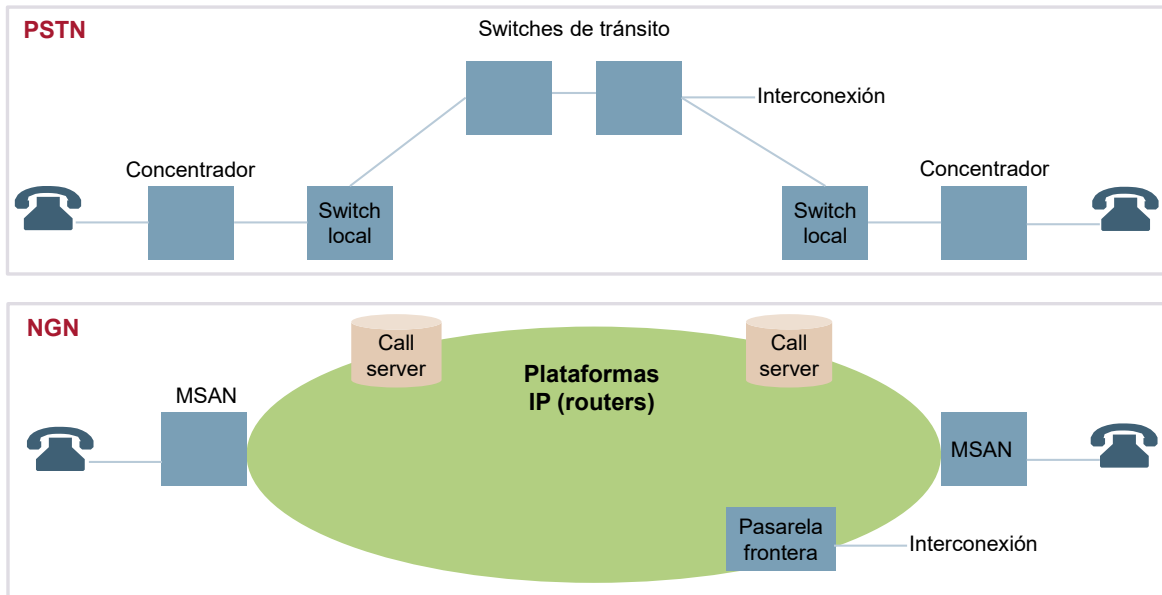 PSTN
Switches de tránsito
Interconexión
Concentrador
Concentrador
Switch
local
Switch
local
NGN
Call
server
Call
server
Plataformas
IP (routers)
MSAN
MSAN
Pasarela
frontera
Interconexión